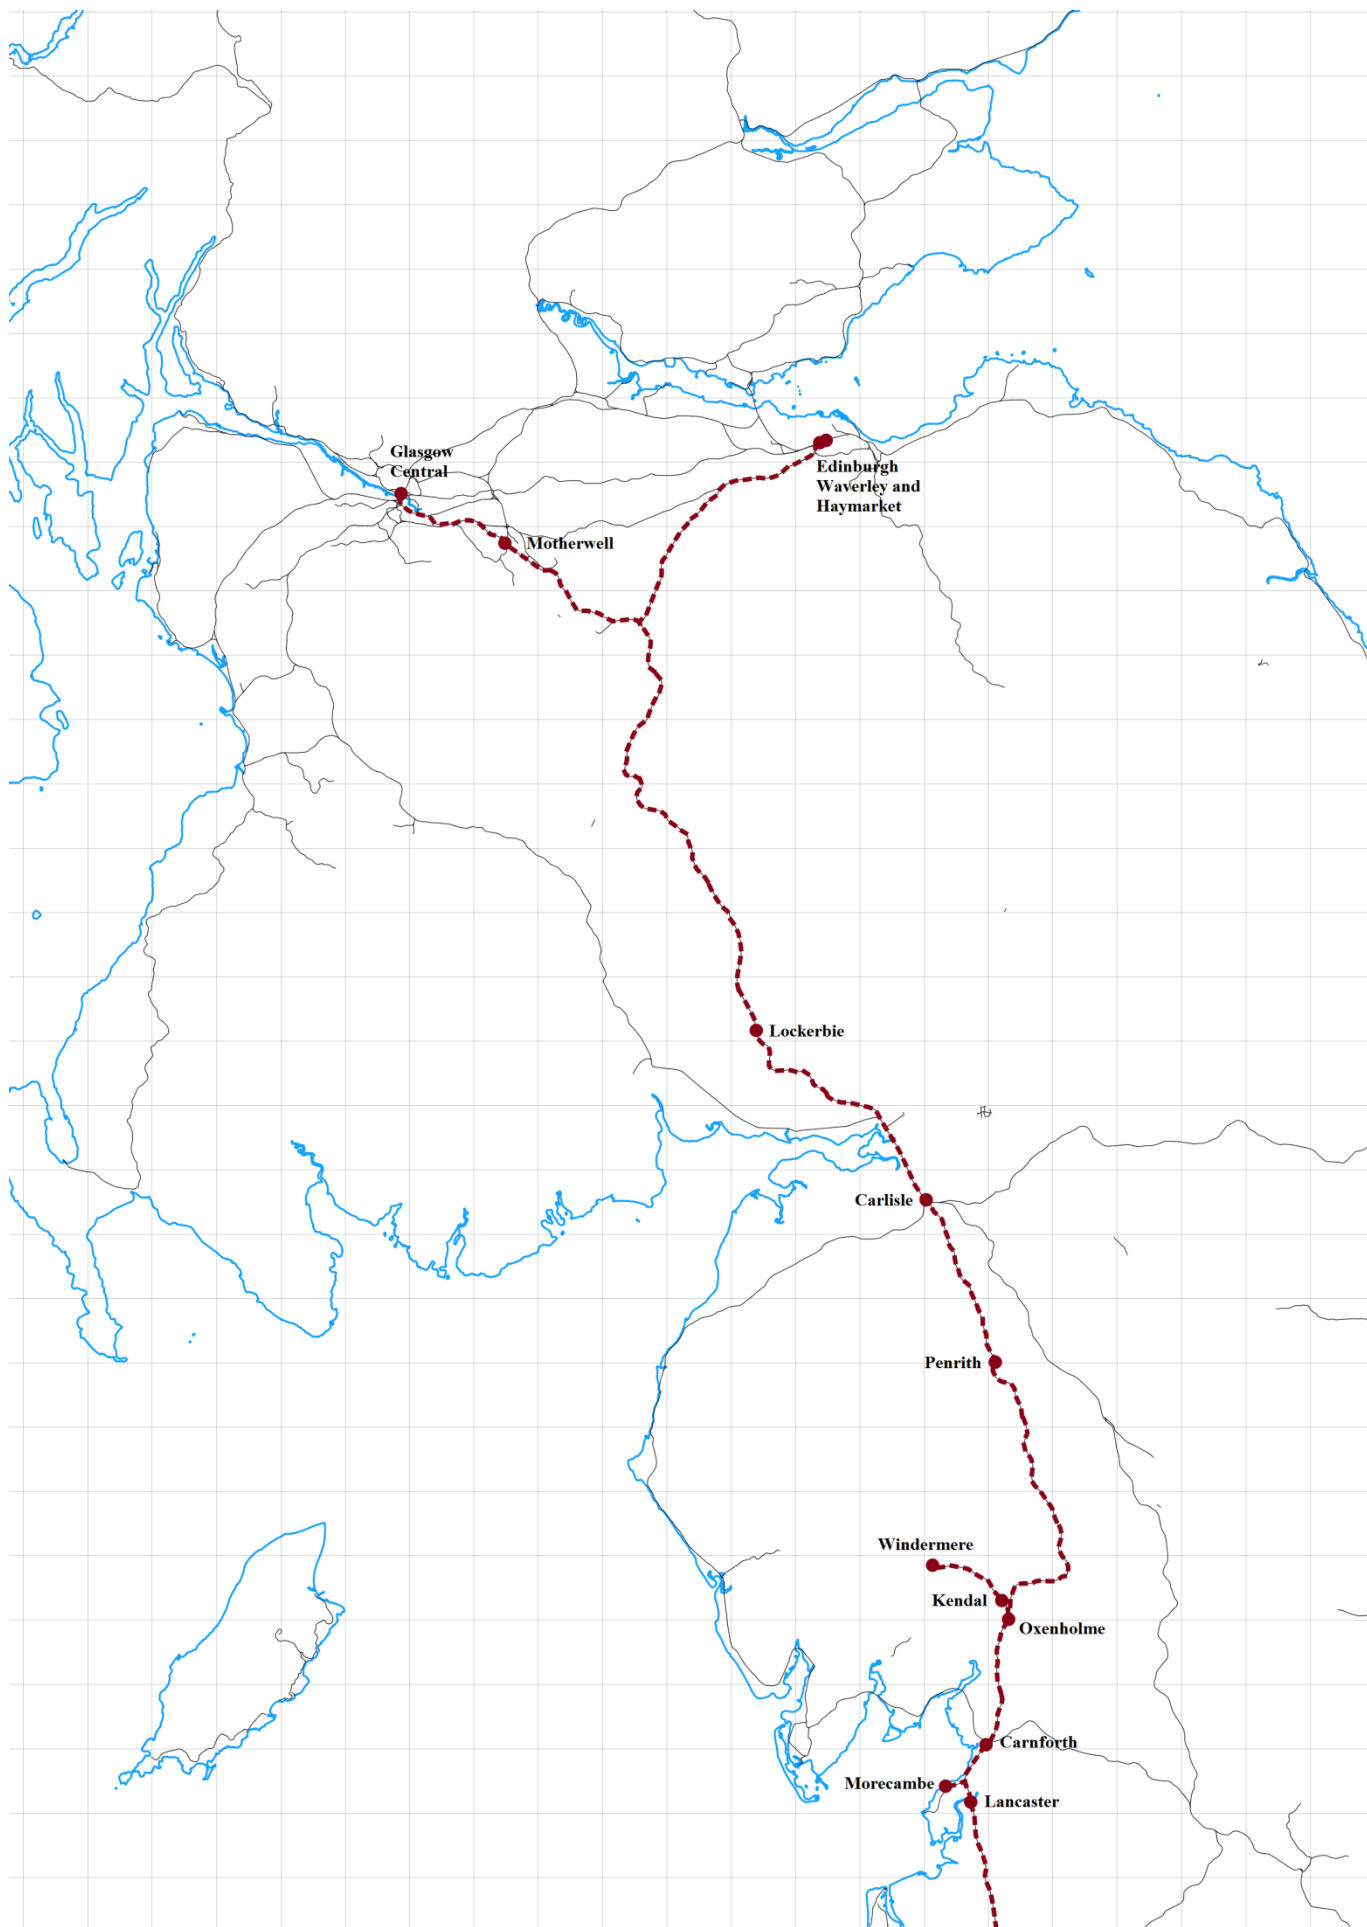 Glasgow
Central
Edinburgh
Waverley and
Haymarket
Motherwell
Lockerbie
Carlisle
Penrith
Windermere
Kendal
Oxenholme
Carnforth
Morecambe
Lancaster